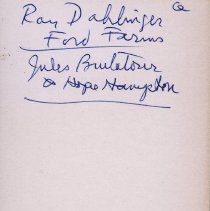 Ray Dahlinger
Ford Farms
Jules Brulatour
& Hope Hampton